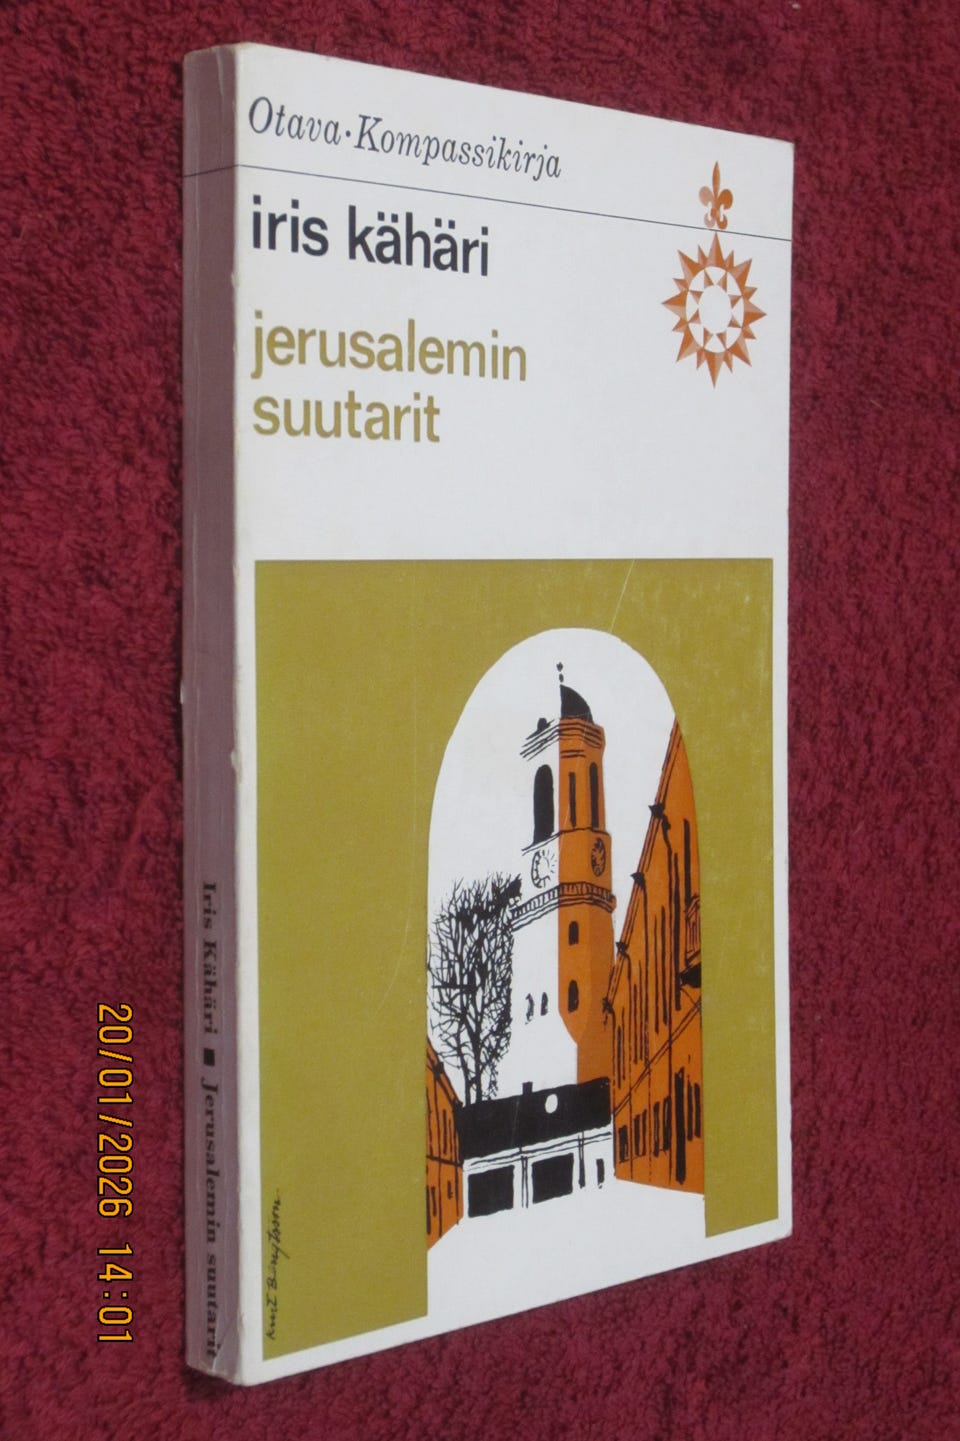 Otava·Kompassikirja
iris kähäri
jerusalemin
suutarit
Iris Kähäri ■ Jerusalemin suutarit
20/01/2026 14:01